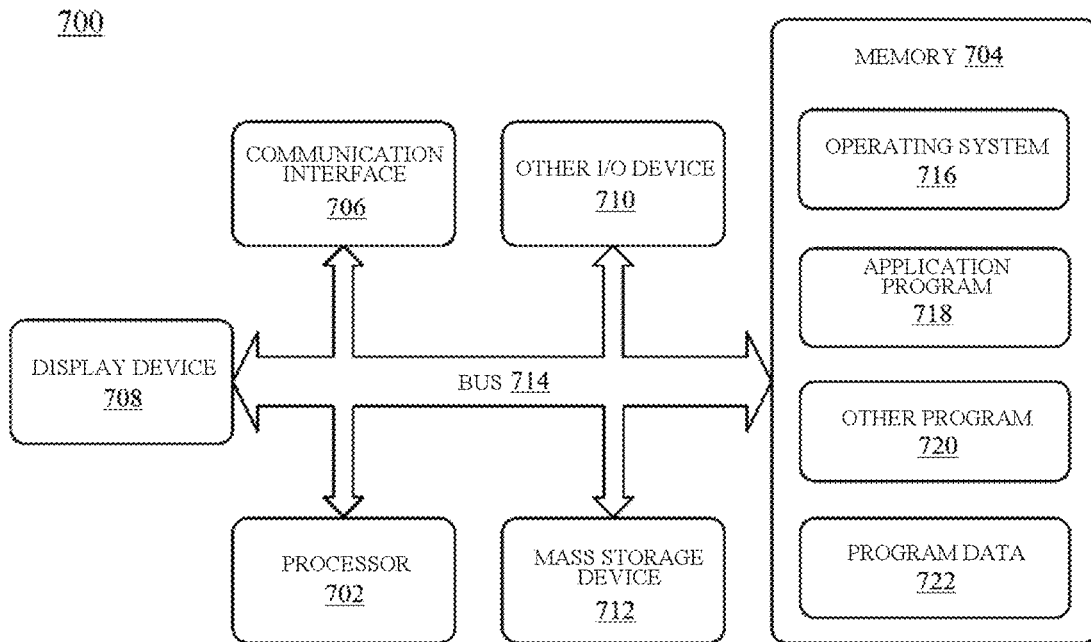 700
MEMORY 704
COMMUNICATION
INTERFACE
706
OTHER I/O DEVICE
710
OPERATING SYSTEM
716
APPLICATION
PROGRAM
718
DISPLAY DEVICE
708
BUS 714
OTHER PROGRAM
720
PROCESSOR
702
MASS STORAGE
DEVICE
712
PROGRAM DATA
722